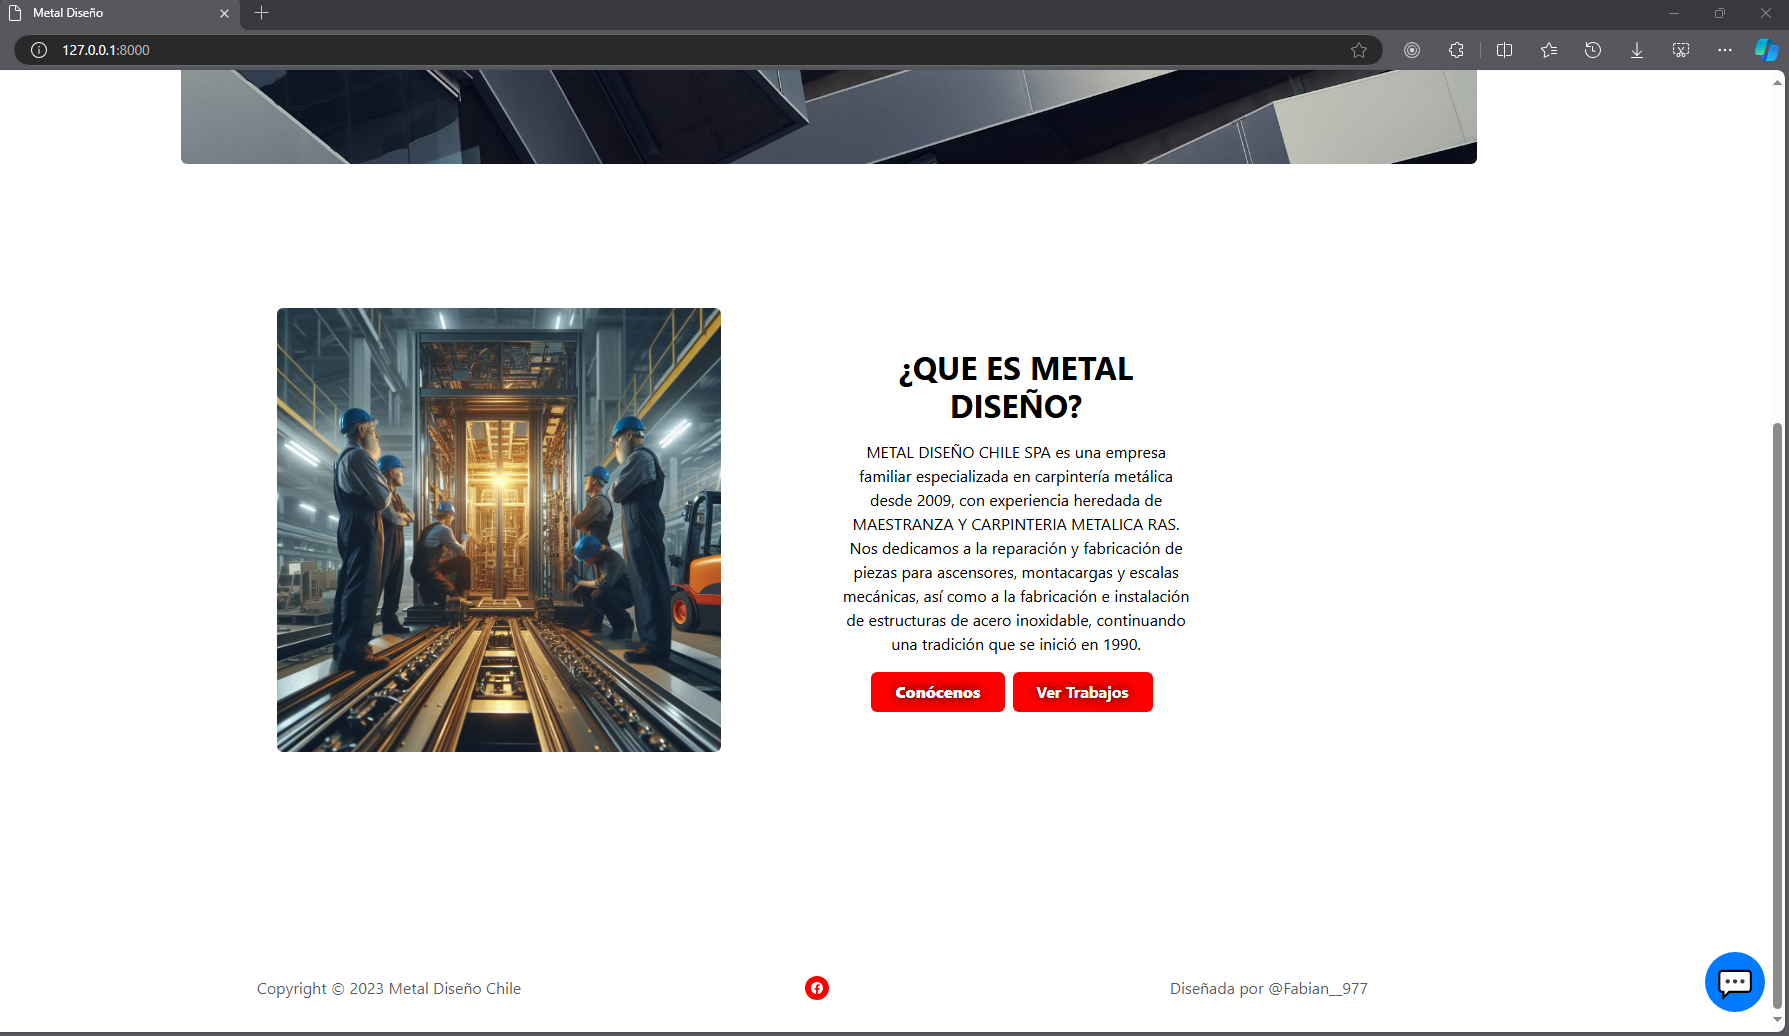 Metal Diseño
127.0.0.1:8000
¿QUE ES METAL
DISEÑO?
METAL DISEÑO CHILE SPA es una empresa
familiar especializada en carpintería metálica
desde 2009, con experiencia heredada de
MAESTRANZA Y CARPINTERIA METALICA RAS.
Nos dedicamos a la reparación y fabricación de
piezas para ascensores, montacargas y escalas
mecánicas, así como a la fabricación e instalación
de estructuras de acero inoxidable, continuando
una tradición que se inició en 1990.
Conócenos
Ver Trabajos
Copyright © 2023 Metal Diseño Chile
Diseñada por @Fabian__977